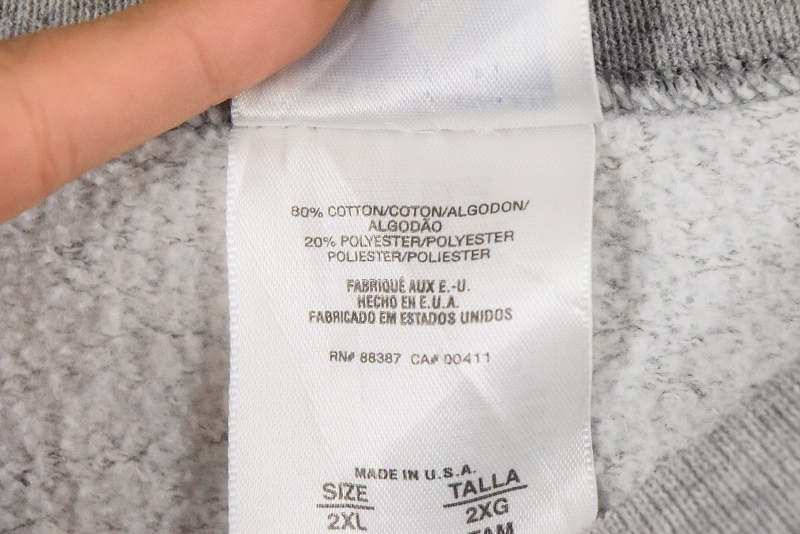 80% COTTON/COTON/ALGODON/
ALGODÃO
20% POLYESTER/POLYESTER
POLIESTER/POLIESTER
FABRIQUÉ AUX E.-U.
HECHO EN E.U.A.
FABRICADO EM ESTADOS UNIDOS
RN# 88387 CA# 00411
MADE IN U.S.A.
SIZE TALLA
2XL 2XG
TAM